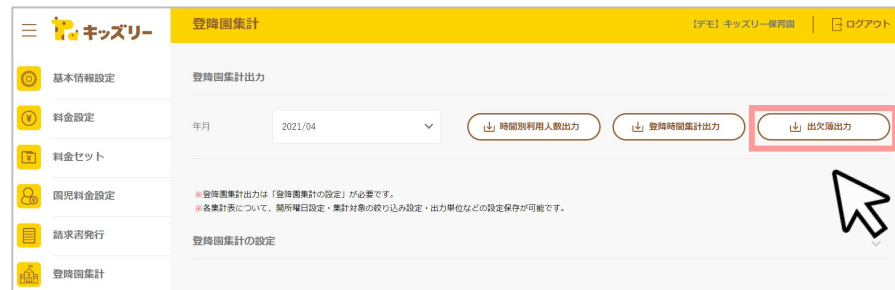 キッズリー
登降園集計
【デモ】キッズリー保育園
ログアウト
基本情報設定
料金設定
料金セット
園児料金設定
請求書発行
登降園集計
登降園集計出力
年月
2021/04
時間別利用人数出力
登降時間集計出力
出欠簿出力
※登降園集計出力は「登降園集計の設定」が必要です。
※各集計表について、開所曜日設定・集計対象の絞り込み設定・出力単位などの設定保存が可能です。
登降園集計の設定